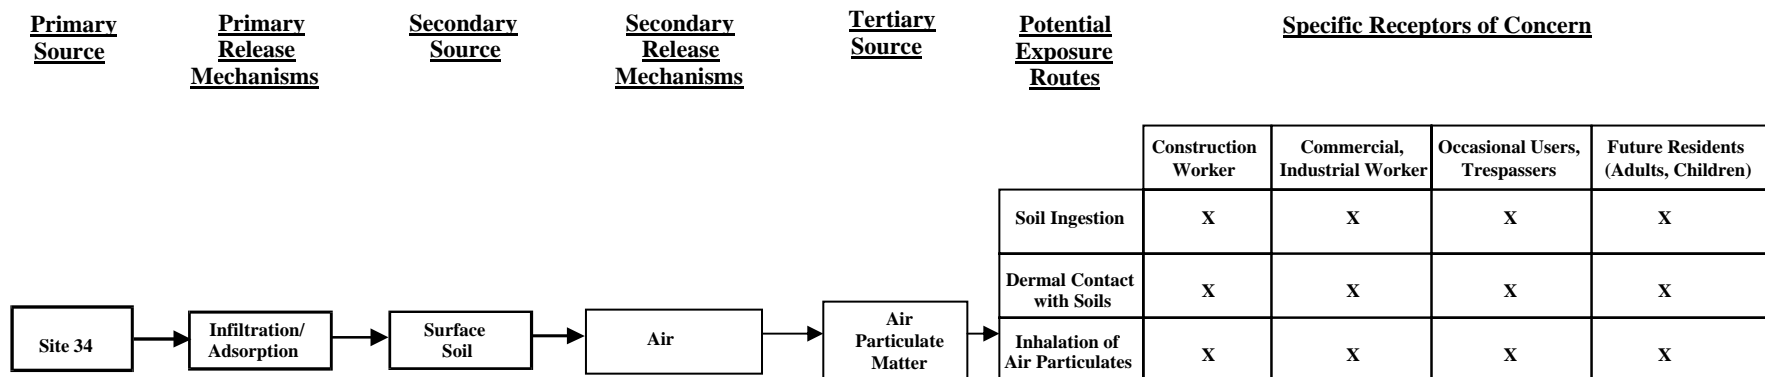 Primary
Source
Primary
Release
Mechanisms
Secondary
Source
Secondary
Release
Mechanisms
Tertiary
Source
Potential
Exposure
Routes
Specific Receptors of Concern
Construction
Worker
Commercial,
Industrial Worker
Occasional Users,
Trespassers
Future Residents
(Adults, Children)
Soil Ingestion X X X X
Dermal Contact
with Soils
X X X X
Site 34
Infiltration/
Adsorption
Surface
Soil
Air
Air
Particulate
Matter
Inhalation of
Air Particulates
X X X X